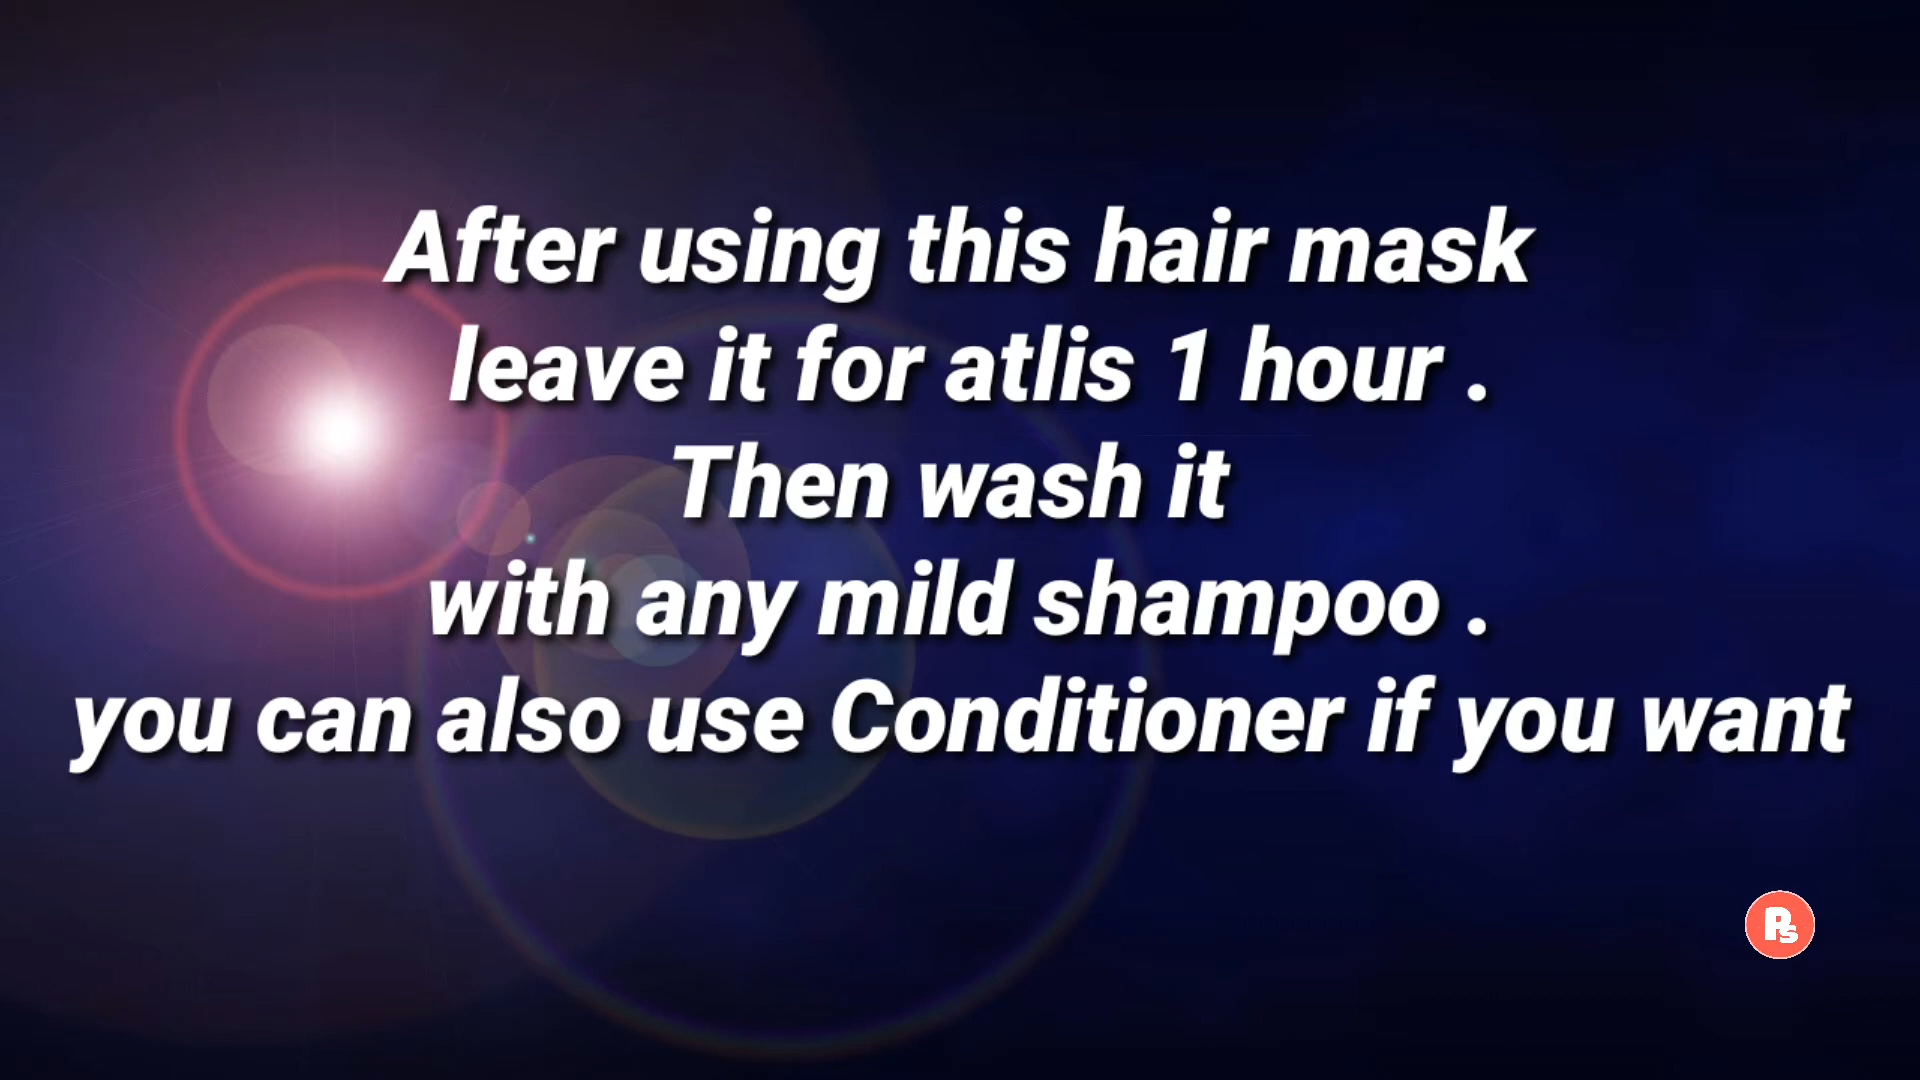 After using this hair mask
leave it for atlis 1 hour .
Then wash it
with any mild shampoo .
you can also use Conditioner if you want
Ps